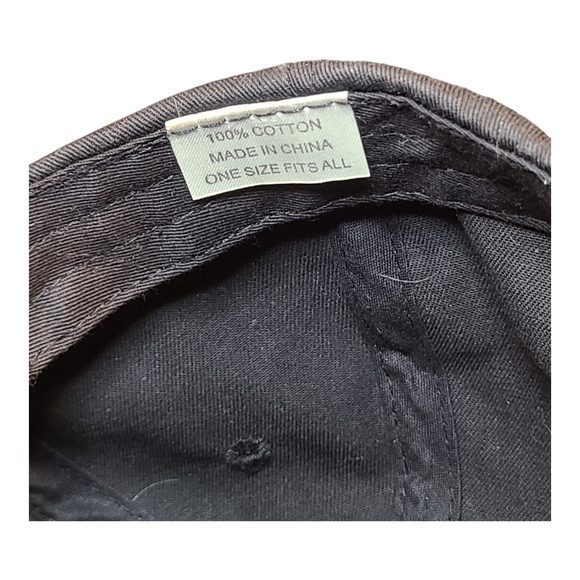 100% COTTON
MADE IN CHINA
ONE SIZE FITS ALL